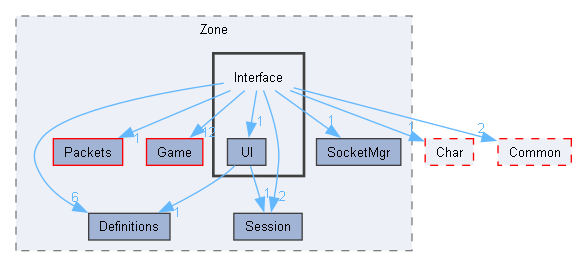 Zone
Interface
1
12
1
1
1
2
Packets
Game
UI
SocketMgr
Char
Common
6
1
1
2
Definitions
Session